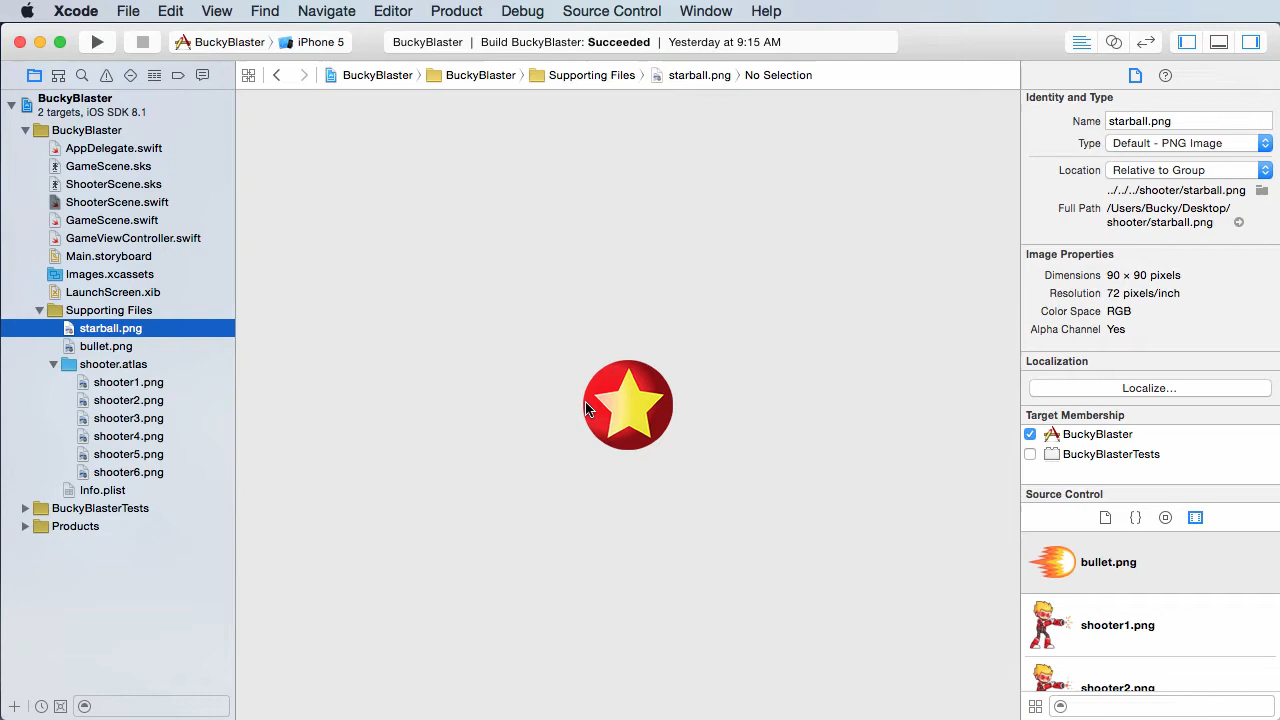 Xcode File Edit View Find Navigate Editor Product Debug Source Control Window Help
BuckyBlaster iPhone 5 BuckyBlaster Build BuckyBlaster: Succeeded Yesterday at 9:15 AM
BuckyBlaster BuckyBlaster Supporting Files starball.png No Selection
BuckyBlaster
2 targets, iOS SDK 8.1
BuckyBlaster
AppDelegate.swift
GameScene.sks
ShooterScene.sks
ShooterScene.swift
GameScene.swift
GameViewController.swift
Main.storyboard
Images.xcassets
LaunchScreen.xib
Supporting Files
starball.png
bullet.png
shooter.atlas
shooter1.png
shooter2.png
shooter3.png
shooter4.png
shooter5.png
shooter6.png
Info.plist
BuckyBlasterTests
Products
Identity and Type
Name starball.png
Type Default - PNG Image
Location Relative to Group
../../../shooter/starball.png
Full Path /Users/Bucky/Desktop/
shooter/starball.png
Image Properties
Dimensions 90 × 90 pixels
Resolution 72 pixels/inch
Color Space RGB
Alpha Channel Yes
Localization
Localize...
Target Membership
BuckyBlaster
BuckyBlasterTests
Source Control
bullet.png
shooter1.png
shooter2.png